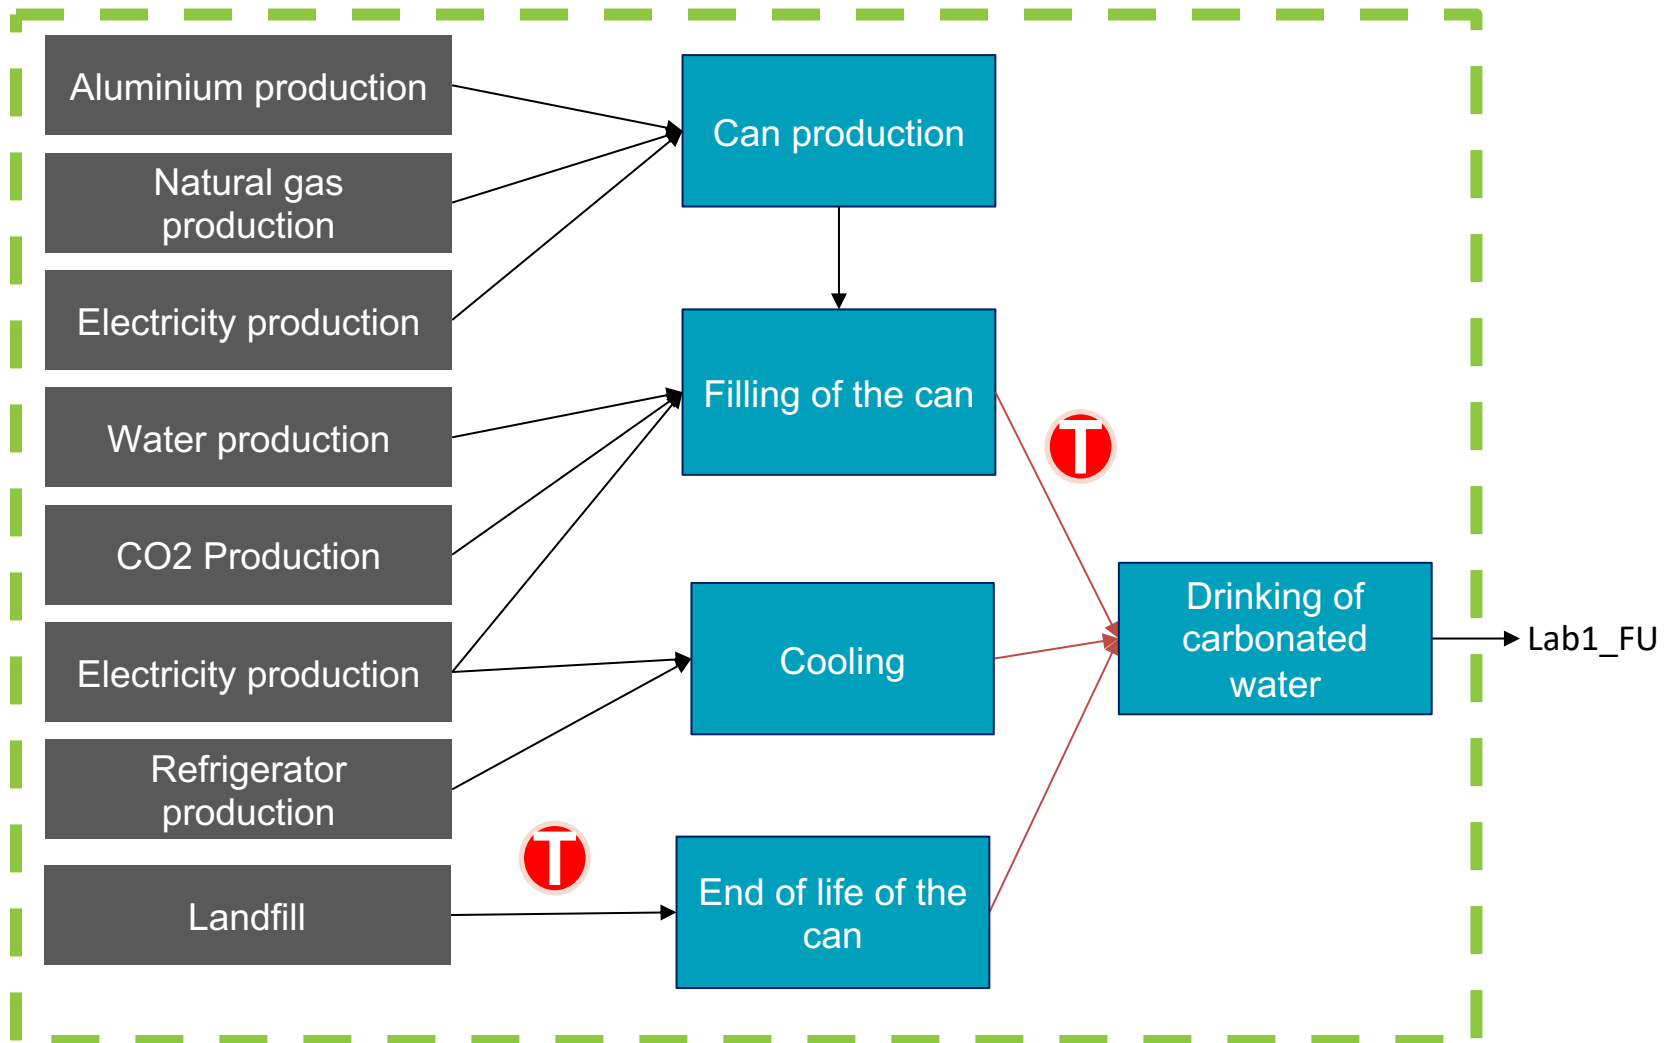 Aluminium production
Natural gas
production
Electricity production
Water production
CO2 Production
Electricity production
Refrigerator
production
Landfill
Can production
Filling of the can
Cooling
End of life of the
can
T
T
Drinking of
carbonated
water
Lab1_FU